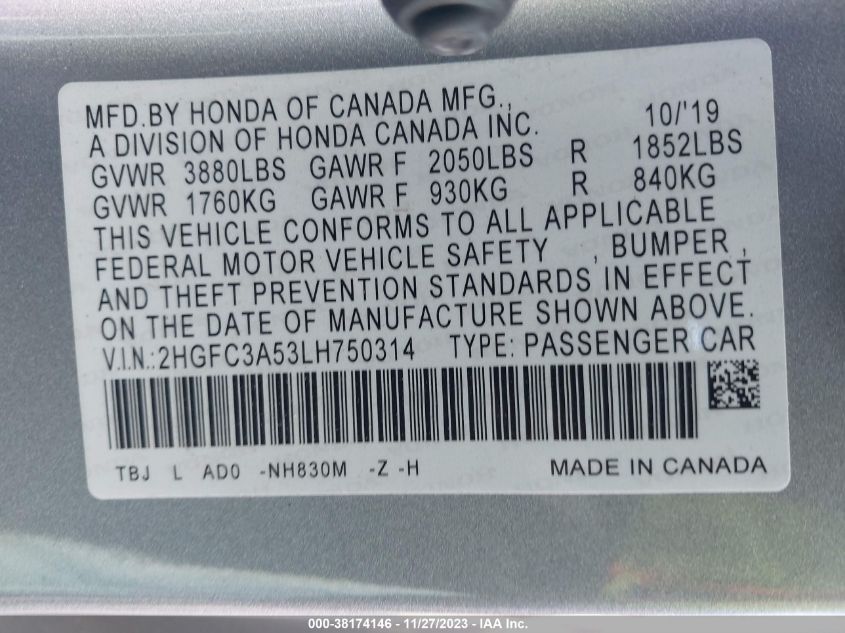 MFD.BY HONDA OF CANADA MFG., 10/'19
A DIVISION OF HONDA CANADA INC.
GVWR 3880LBS GAWR F 2050LBS R 1852LBS
GVWR 1760KG GAWR F 930KG R 840KG
THIS VEHICLE CONFORMS TO ALL APPLICABLE
FEDERAL MOTOR VEHICLE SAFETY , BUMPER ,
AND THEFT PREVENTION STANDARDS IN EFFECT
ON THE DATE OF MANUFACTURE SHOWN ABOVE.
V.I.N.:2HGFC3A53LH750314 TYPE: PASSENGER CAR
TBJ L AD0 -NH830M -Z -H MADE IN CANADA
000-38174146 - 11/27/2023 - IAA Inc.